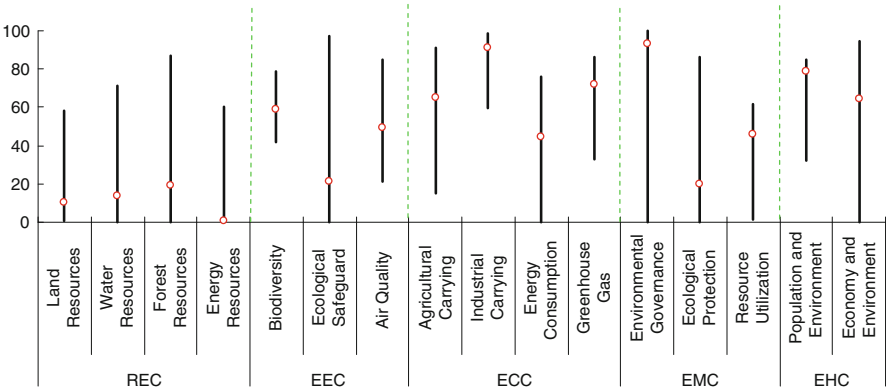 100
80
60
40
20
0
Land
Resources
Water
Resources
Forest
Resources
Energy
Resources
Biodiversity
Ecological
Safeguard
Air Quality
Agricultural
Carrying
Industrial
Carrying
Energy
Consumption
Greenhouse
Gas
Environmental
Governance
Ecological
Protection
Resource
Utilization
Population and
Environment
Economy and
Environment
REC
EEC
ECC
EMC
EHC